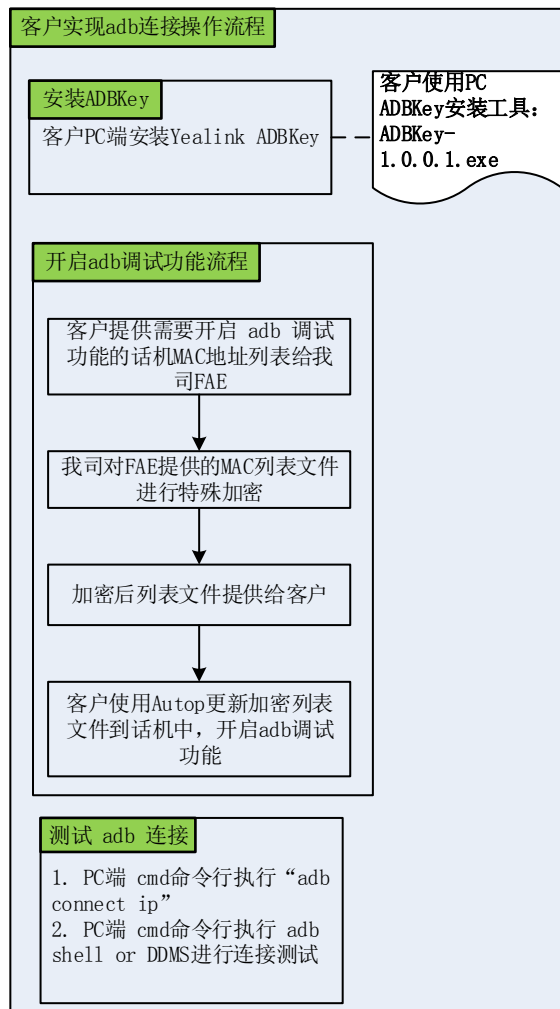 客户实现adb连接操作流程
安装ADBKey
客户PC端安装Yealink ADBKey
客户使用PC
ADBKey安装工具:
ADBKey-
1.0.0.1.exe
开启adb调试功能流程
客户提供需要开启 adb 调试
功能的话机MAC地址列表给我
司FAE
我司对FAE提供的MAC列表文件
进行特殊加密
加密后列表文件提供给客户
客户使用Autop更新加密列表
文件到话机中，开启adb调试
功能
测试 adb 连接
1. PC端 cmd命令行执行“adb
connect ip”
2. PC端 cmd命令行执行 adb
shell or DDMS进行连接测试